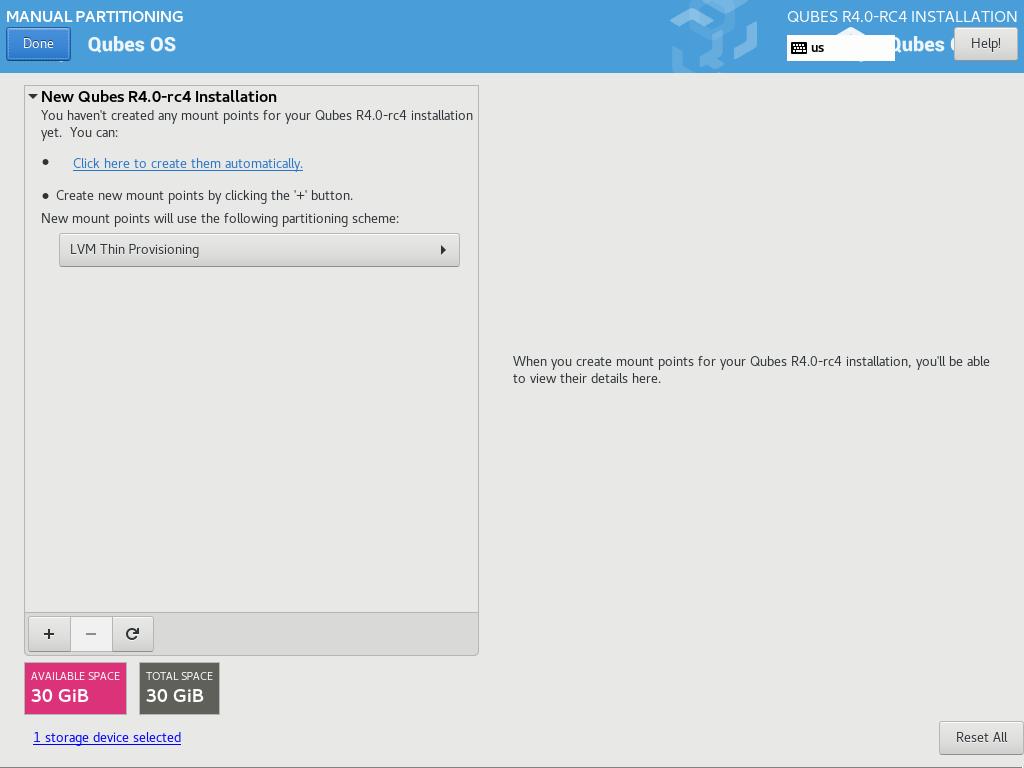 MANUAL PARTITIONING
QUBES R4.0-RC4 INSTALLATION
Done
Qubes OS
us
Qubes
Help!
New Qubes R4.0-rc4 Installation
You haven't created any mount points for your Qubes R4.0-rc4 installation
yet.  You can:
• Click here to create them automatically.
• Create new mount points by clicking the '+' button.
New mount points will use the following partitioning scheme:
LVM Thin Provisioning
When you create mount points for your Qubes R4.0-rc4 installation, you'll be able
to view their details here.
+ −
AVAILABLE SPACE
30 GiB
TOTAL SPACE
30 GiB
1 storage device selected
Reset All